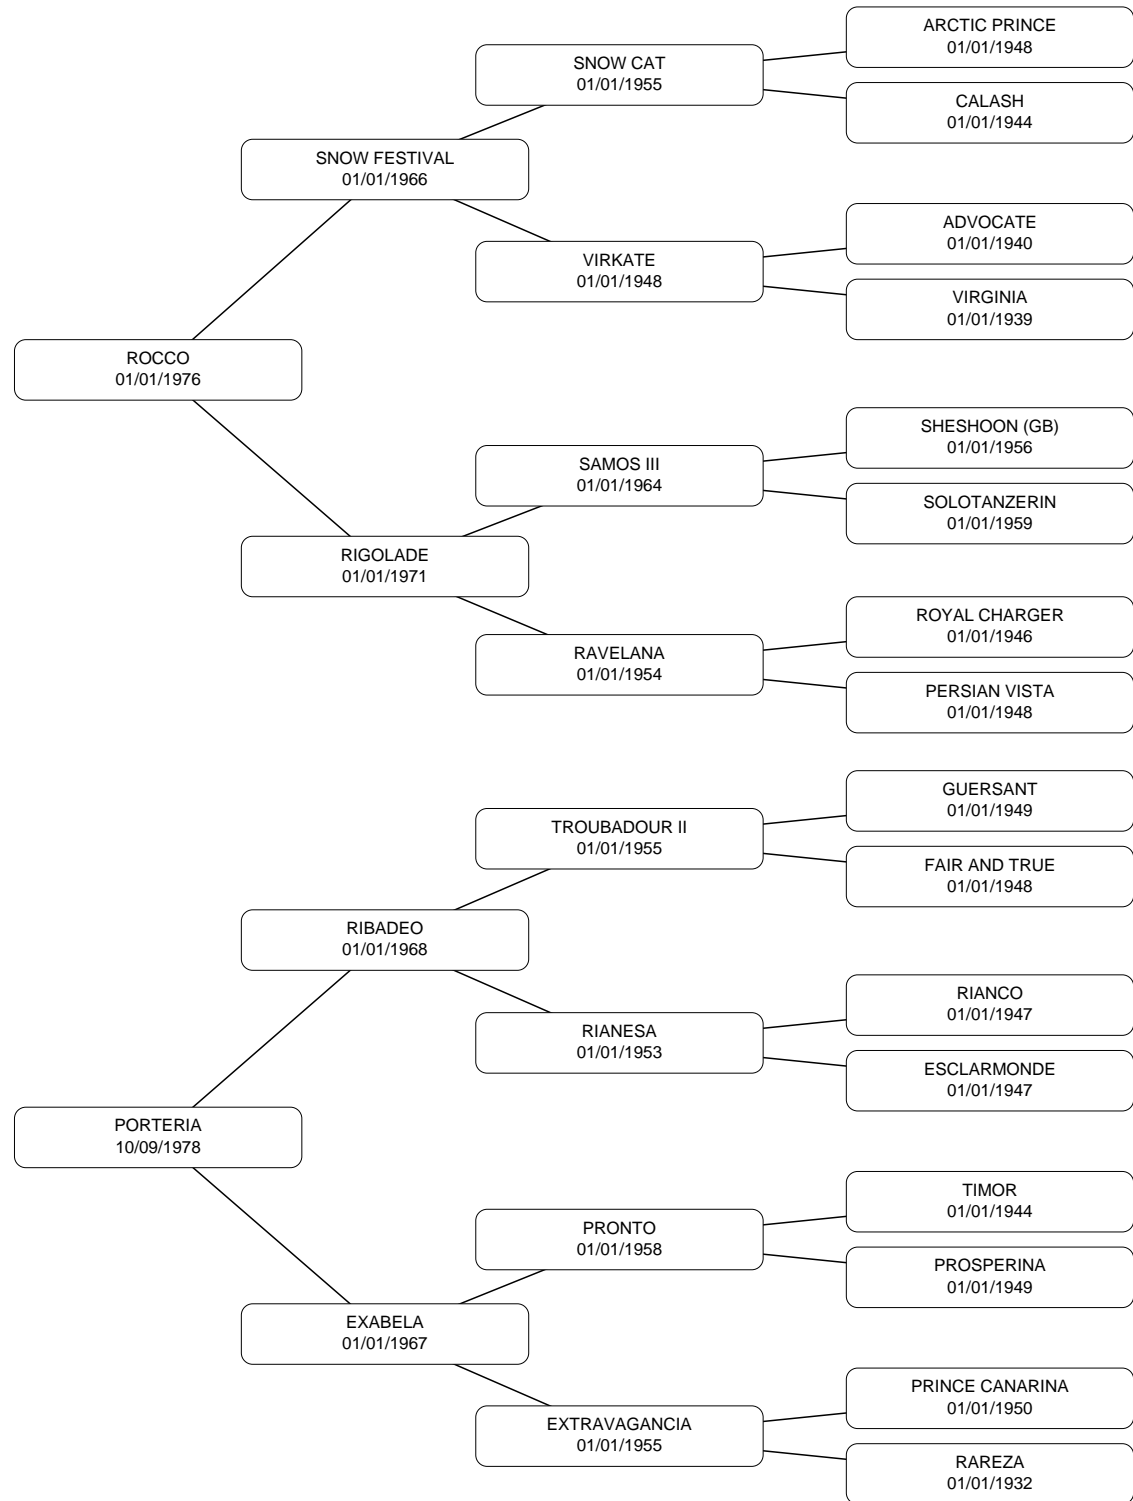 ARCTIC PRINCE
01/01/1948
SNOW CAT
01/01/1955
CALASH
01/01/1944
SNOW FESTIVAL
01/01/1966
ADVOCATE
01/01/1940
VIRKATE
01/01/1948
VIRGINIA
01/01/1939
ROCCO
01/01/1976
SHESHOON (GB)
01/01/1956
SAMOS III
01/01/1964
SOLOTANZERIN
01/01/1959
RIGOLADE
01/01/1971
ROYAL CHARGER
01/01/1946
RAVELANA
01/01/1954
PERSIAN VISTA
01/01/1948
GUERSANT
01/01/1949
TROUBADOUR II
01/01/1955
FAIR AND TRUE
01/01/1948
RIBADEO
01/01/1968
RIANCO
01/01/1947
RIANESA
01/01/1953
ESCLARMONDE
01/01/1947
PORTERIA
10/09/1978
TIMOR
01/01/1944
PRONTO
01/01/1958
PROSPERINA
01/01/1949
EXABELA
01/01/1967
PRINCE CANARINA
01/01/1950
EXTRAVAGANCIA
01/01/1955
RAREZA
01/01/1932